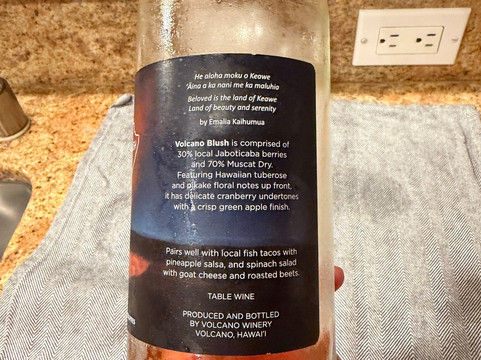 He aloha moku o Keawe
'Āina a ka nani me ka maluhia
Beloved is the land of Keawe
Land of beauty and serenity
by Emalia Kaihumua
Volcano Blush is comprised of
30% local Jaboticaba berries
and 70% Muscat Dry.
Featuring Hawaiian tuberose
and pikake floral notes up front,
it has delicate cranberry undertones
with a crisp green apple finish.
Pairs well with local fish tacos with
pineapple salsa, and spinach salad
with goat cheese and roasted beets.
TABLE WINE
PRODUCED AND BOTTLED
BY VOLCANO WINERY
VOLCANO, HAWAI'I